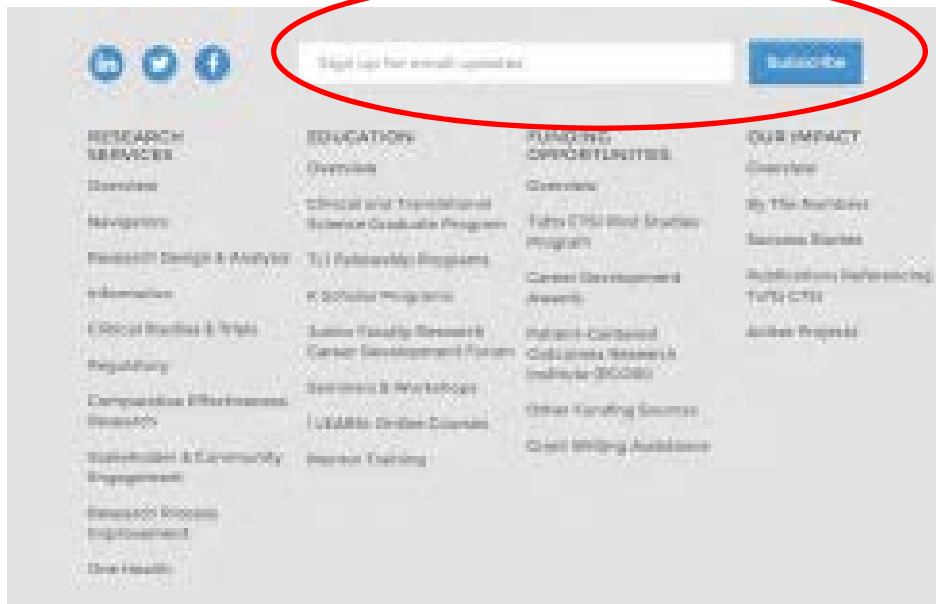 in f
Sign up for email updates
Subscribe
RESEARCH
SERVICES
Overview
Navigators
Research Design & Analysis
Informatics
Clinical Studies & Trials
Regulatory
Comparative Effectiveness
Research
Stakeholder & Community
Engagement
Research Process
Improvement
One Health
EDUCATION
Overview
Clinical and Translational
Science Graduate Program
TL1 Fellowship Programs
K Scholar Programs
Junior Faculty Research
Career Development Forum
Seminars & Workshops
I LEARN Online Courses
Mentor Training
FUNDING
OPPORTUNITIES
Overview
Tufts CTSI Pilot Studies
Program
Career Development
Awards
Patient-Centered
Outcomes Research
Institute (PCORI)
Other Funding Sources
Grant Writing Assistance
OUR IMPACT
Overview
By The Numbers
Success Stories
Publications Referencing
Tufts CTSI
Active Projects